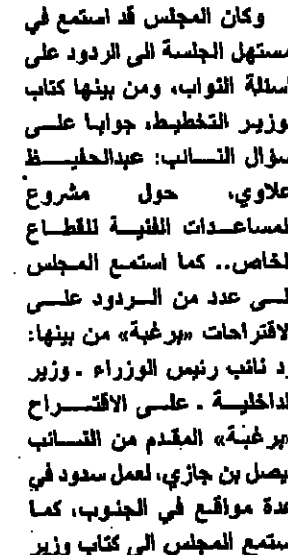 وكان المجلس قد استمع في
مستهل الجلسة الى الردود على
اسئلة النواب، ومن بينها كتاب
وزير التخطيط، جوابا على
سؤال النائب: عبدالحفيظ
علاوي، حول مشروع
المساعدات الفنية للقطاع
الخاص.. كما استمع المجلس
الى عدد من الردود على
الاقتراحات «برغبة» من بينها:
رد نائب رئيس الوزراء - وزير
الداخلية - على الاقتراح
«برغبة» المقدم من النائب
فيصل بن جازي، لعمل سدود في
عدة مواقع في الجنوب، كما
استمع المجلس الى كتاب وزير